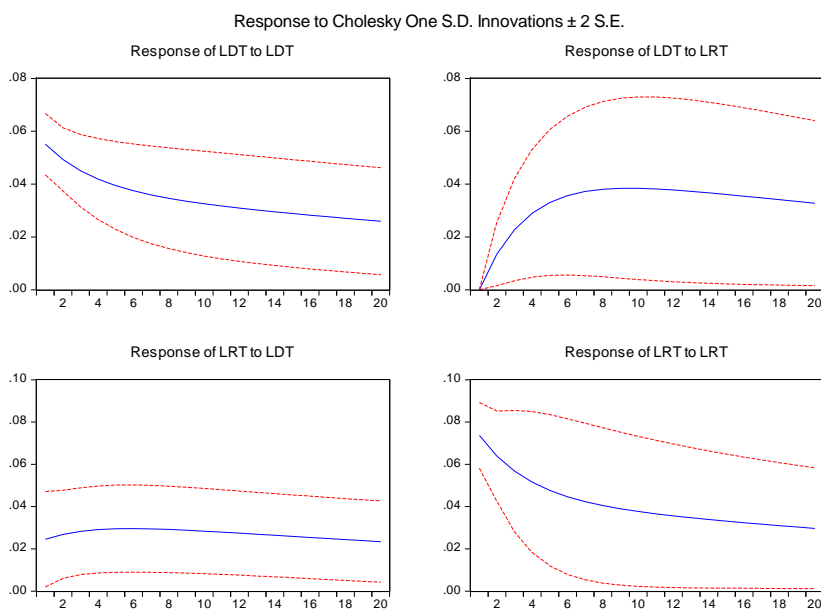 Response to Cholesky One S.D. Innovations ± 2 S.E.
Response of LDT to LDT
.08
.06
.04
.02
.00
2 4 6 8 10 12 14 16 18 20
Response of LDT to LRT
.08
.06
.04
.02
.00
2 4 6 8 10 12 14 16 18 20
Response of LRT to LDT
.10
.08
.06
.04
.02
.00
2 4 6 8 10 12 14 16 18 20
Response of LRT to LRT
.10
.08
.06
.04
.02
.00
2 4 6 8 10 12 14 16 18 20